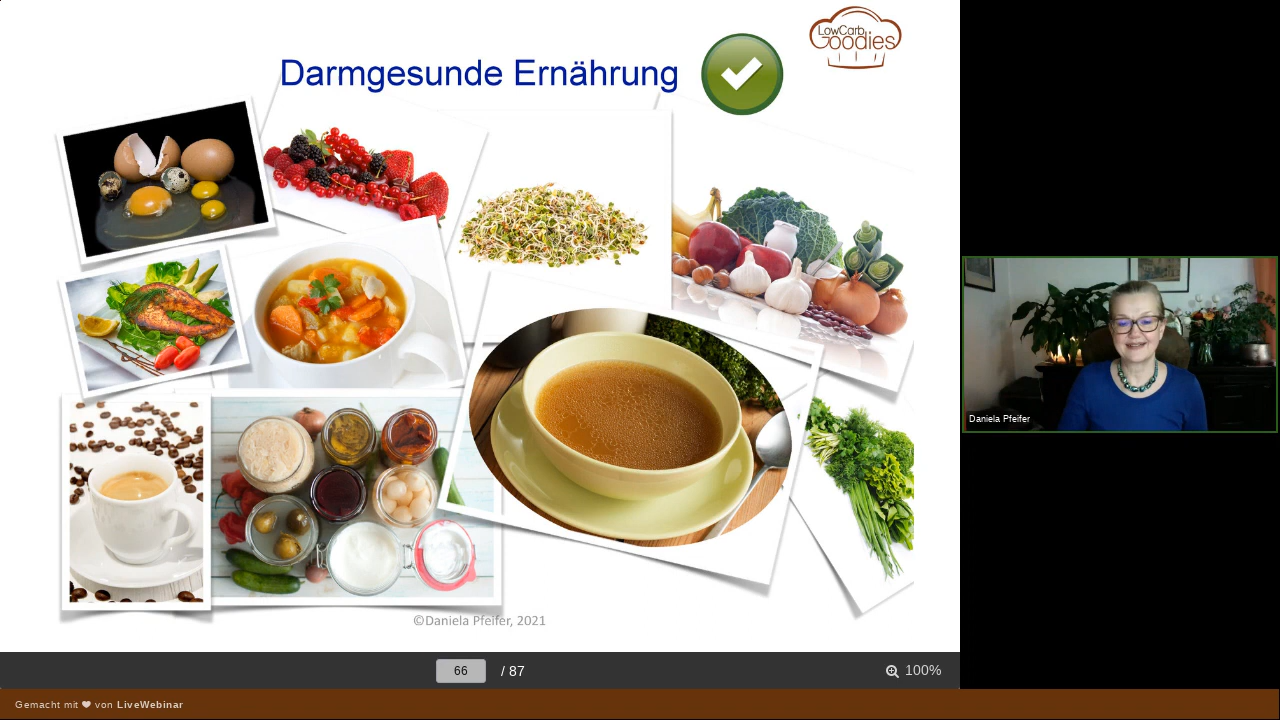 LowCarb
Goodies
Darmgesunde Ernährung
Daniela Pfeifer
©Daniela Pfeifer, 2021
66 / 87
100%
Gemacht mit ❤ von LiveWebinar